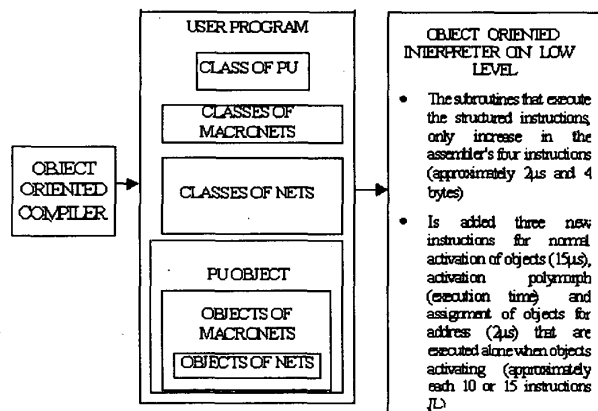 USER PROGRAM
CLASS OF PU
CLASSES OF
MACRONETS
OBJECT
ORIENTED
COMPILER
CLASSES OF NETS
PU OBJECT
OBJECTS OF
MACRONETS
OBJECTS OF NETS
OBJECT ORIENTED
INTERPRETER ON LOW
LEVEL
• The subroutines that execute
the structured instructions,
only increase in the
assembler's four instructions
(approximately 2μs and 4
bytes)
• Is added three new
instructions for normal
activation of objects (15μs),
activation polymorph
(execution time) and
assignment of objects for
address (2μs) that are
executed alone when objects
activating (approximately
each 10 or 15 instructions